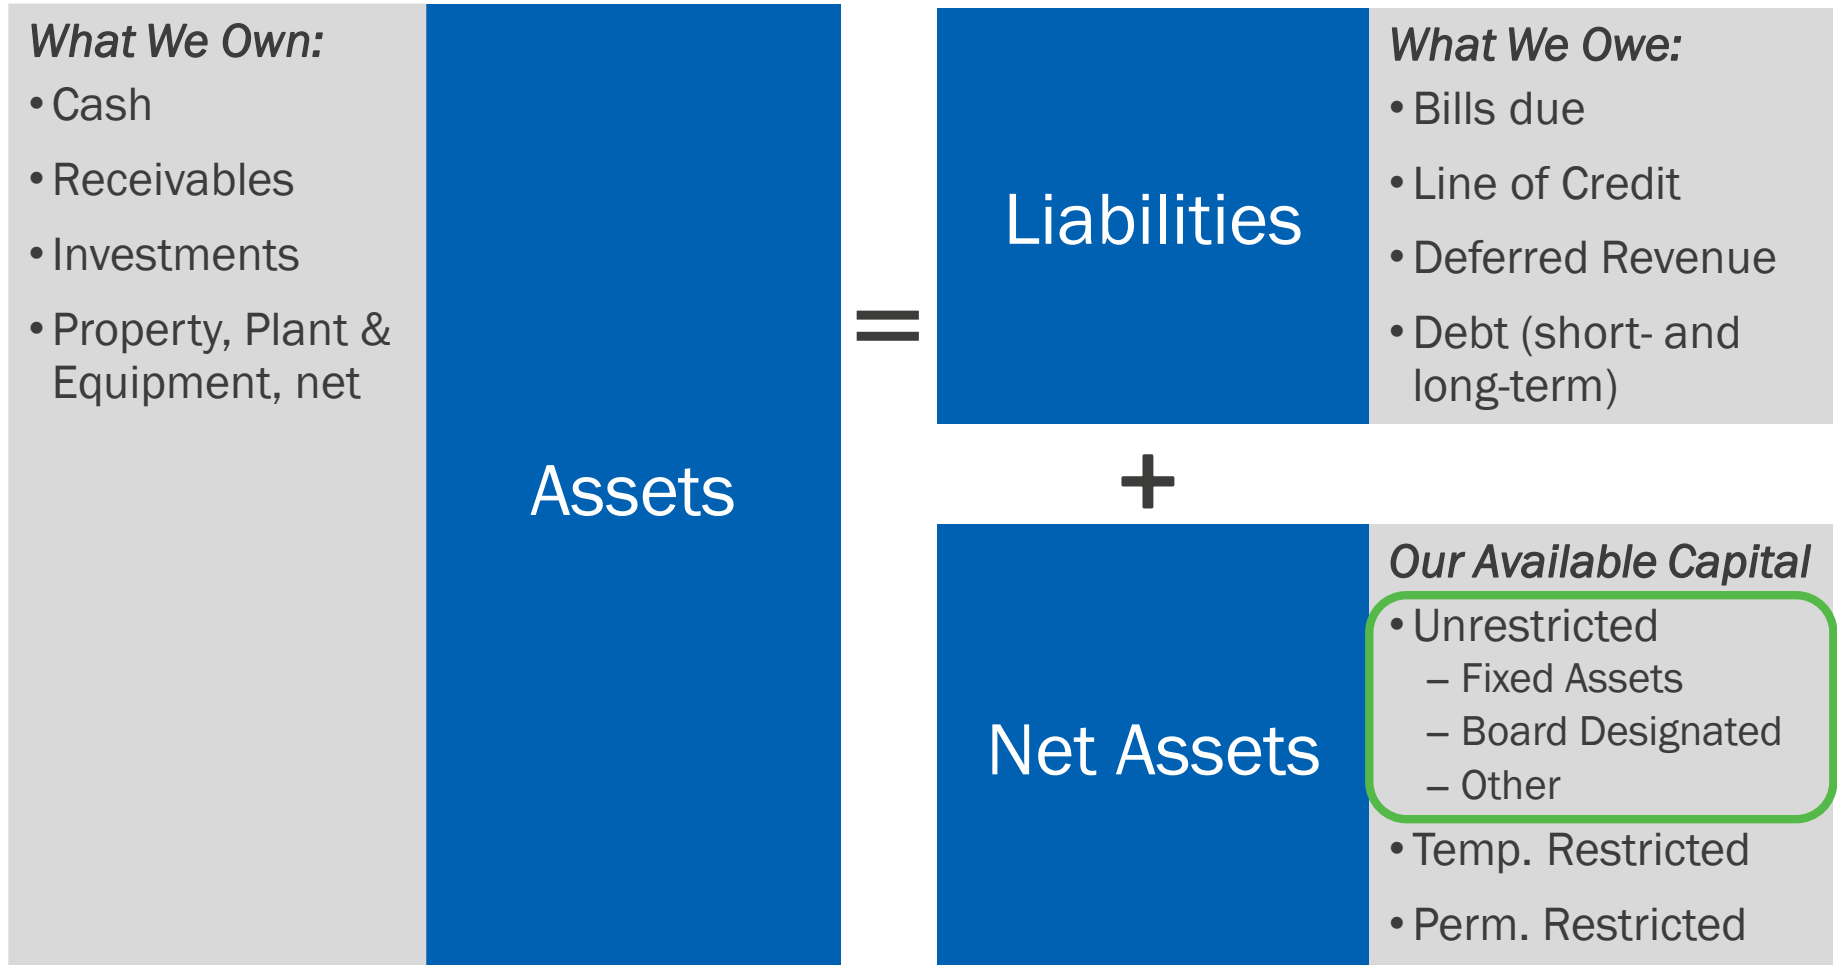 What We Own:
• Cash
• Receivables
• Investments
• Property, Plant &
Equipment, net
Assets
=
Liabilities
What We Owe:
• Bills due
• Line of Credit
• Deferred Revenue
• Debt (short- and
long-term)
+
Net Assets
Our Available Capital
• Unrestricted
– Fixed Assets
– Board Designated
– Other
• Temp. Restricted
• Perm. Restricted